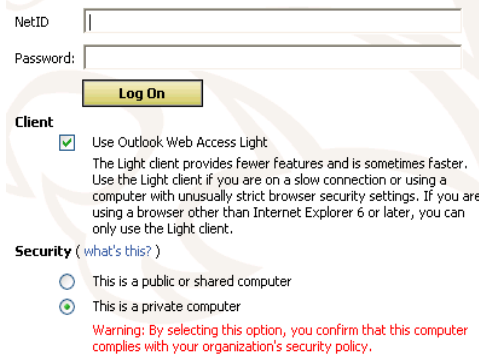 NetID
Password:
Log On
Client
Use Outlook Web Access Light
The Light client provides fewer features and is sometimes faster.
Use the Light client if you are on a slow connection or using a
computer with unusually strict browser security settings. If you are
using a browser other than Internet Explorer 6 or later, you can
only use the Light client.
Security ( what's this? )
This is a public or shared computer
This is a private computer
Warning: By selecting this option, you confirm that this computer
complies with your organization's security policy.